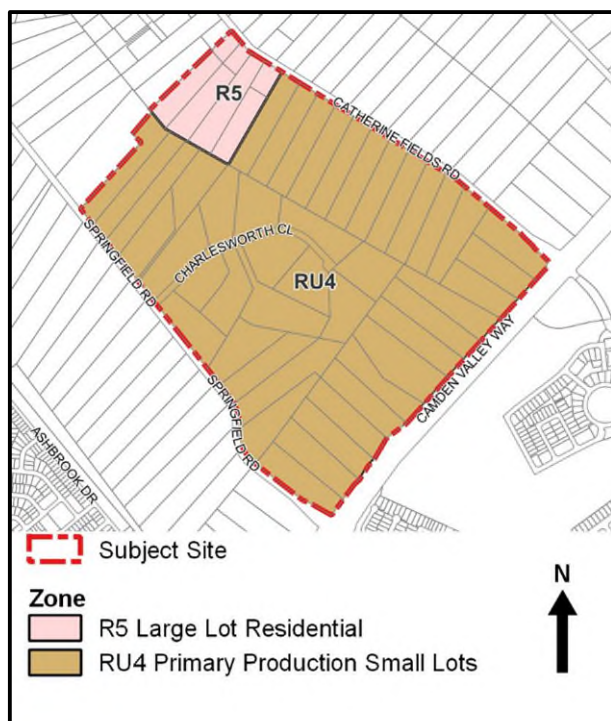 R5
CATHERINE FIELDS RD
CHARLESWORTH CL
RU4
SPRINGFIELD RD
CAMDEN VALLEY WAY
SPRINGFIELD RD
ASHBROOK DR
Subject Site
N
Zone
R5 Large Lot Residential
RU4 Primary Production Small Lots